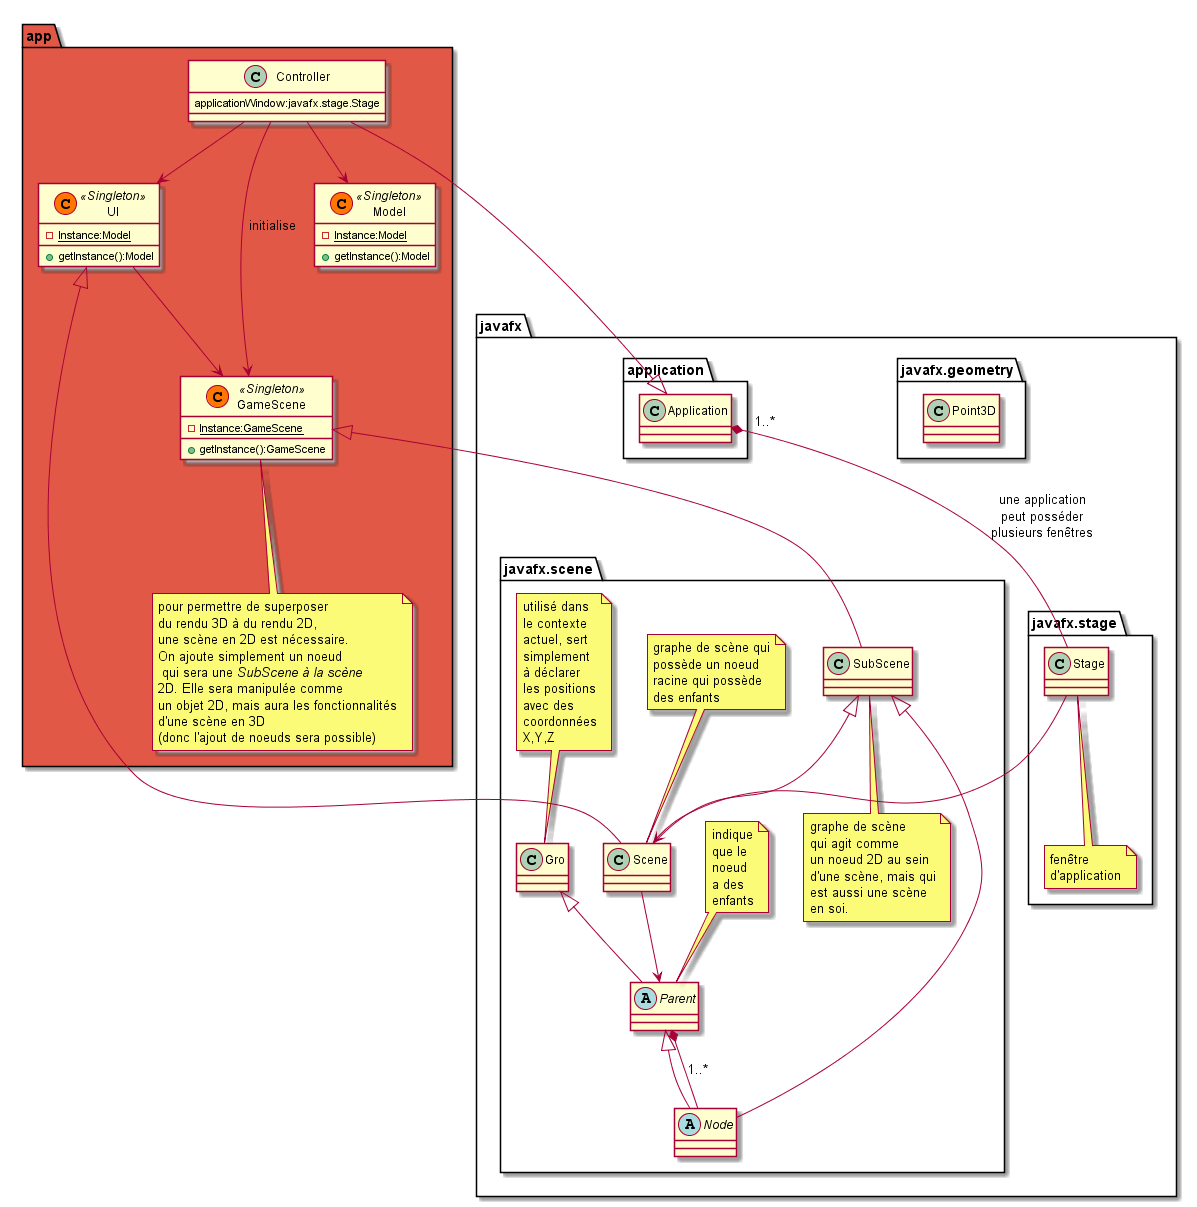 app
C Controller
applicationWindow:javafx.stage.Stage
C «Singleton»
UI
Instance:Model
getInstance():Model
initialise
C «Singleton»
Model
Instance:Model
getInstance():Model
C «Singleton»
GameScene
Instance:GameScene
getInstance():GameScene
pour permettre de superposer
du rendu 3D à du rendu 2D,
une scène en 2D est nécessaire.
On ajoute simplement un noeud
qui sera une SubScene à la scène
2D. Elle sera manipulée comme
un objet 2D, mais aura les fonctionnalités
d'une scène en 3D
(donc l'ajout de noeuds sera possible)
javafx
application
C Application
1..*
javafx.geometry
C Point3D
une application
peut posséder
plusieurs fenêtres
javafx.scene
utilisé dans
le contexte
actuel, sert
simplement
à déclarer
les positions
avec des
coordonnées
X,Y,Z
graphe de scène qui
possède un noeud
racine qui possède
des enfants
C SubScene
javafx.stage
C Stage
C Gro
C Scene
indique
que le
noeud
a des
enfants
graphe de scène
qui agit comme
un noeud 2D au sein
d'une scène, mais qui
est aussi une scène
en soi.
fenêtre
d'application
A Parent
1..*
A Node